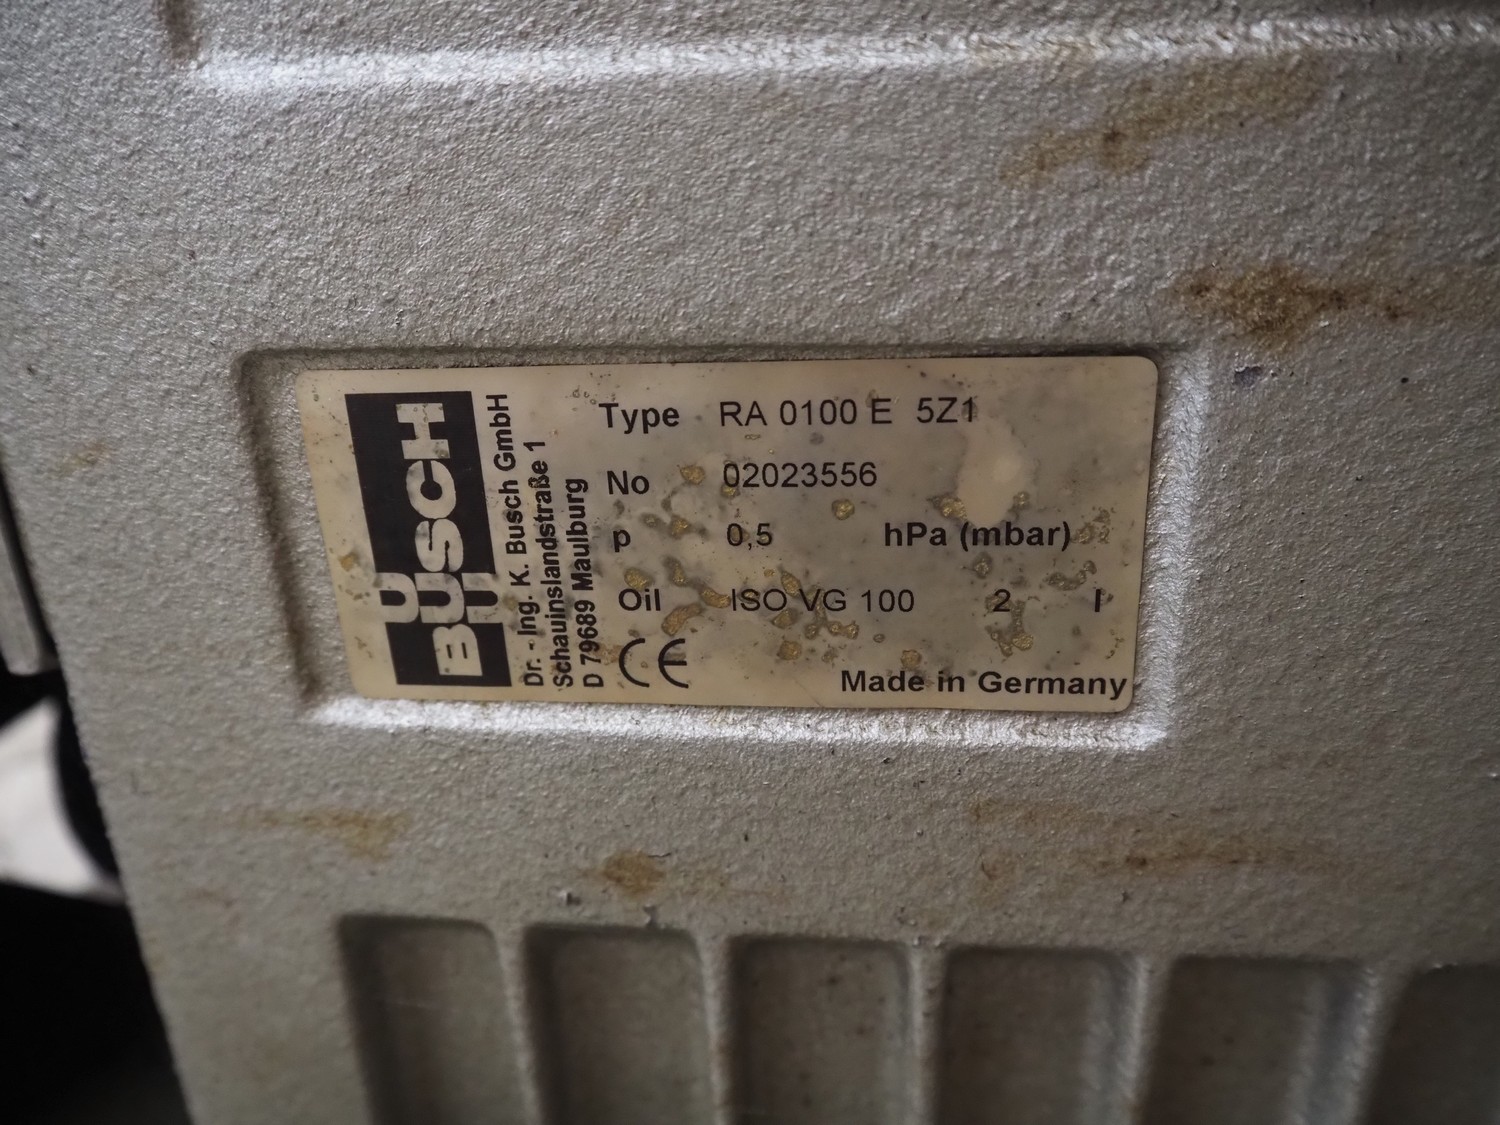 BUSCH
Dr. - Ing. K. Busch GmbH
Schauinslandstraße 1
D 79689 Maulburg
Type RA 0100 E 5Z1
No 02023556
p 0,5 hPa (mbar)
Oil ISO VG 100 2 l
CE
Made in Germany